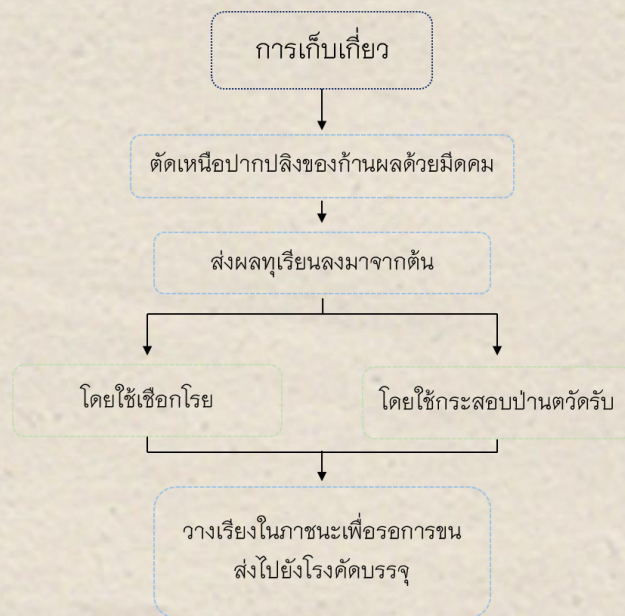 การเก็บเกี่ยว
ตัดเหนือปากปลิงของก้านผลด้วยมีดคม
ส่งผลทุเรียนลงมาจากต้น
โดยใช้เชือกโรย
โดยใช้กระสอบป่านตวัดรับ
วางเรียงในภาชนะเพื่อรอการขน
ส่งไปยังโรงคัดบรรจุ